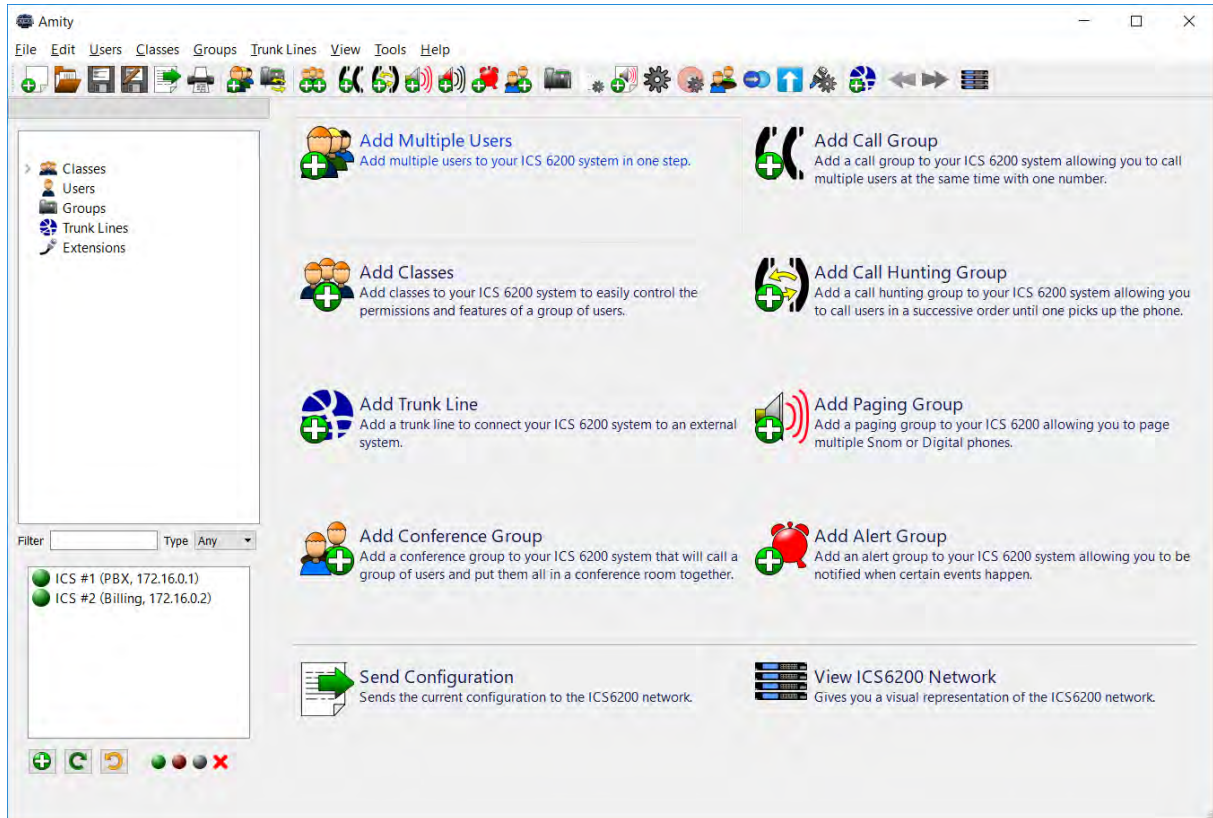 Amity
File Edit Users Classes Groups Trunk Lines View Tools Help
Classes
Users
Groups
Trunk Lines
Extensions
Filter
Type Any
ICS #1 (PBX, 172.16.0.1)
ICS #2 (Billing, 172.16.0.2)
Add Multiple Users
Add multiple users to your ICS 6200 system in one step.
Add Call Group
Add a call group to your ICS 6200 system allowing you to call
multiple users at the same time with one number.
Add Classes
Add classes to your ICS 6200 system to easily control the
permissions and features of a group of users.
Add Call Hunting Group
Add a call hunting group to your ICS 6200 system allowing you
to call users in a successive order until one picks up the phone.
Add Trunk Line
Add a trunk line to connect your ICS 6200 system to an external
system.
Add Paging Group
Add a paging group to your ICS 6200 allowing you to page
multiple Snom or Digital phones.
Add Conference Group
Add a conference group to your ICS 6200 system that will call a
group of users and put them all in a conference room together.
Add Alert Group
Add an alert group to your ICS 6200 system allowing you to be
notified when certain events happen.
Send Configuration
Sends the current configuration to the ICS6200 network.
View ICS6200 Network
Gives you a visual representation of the ICS6200 network.